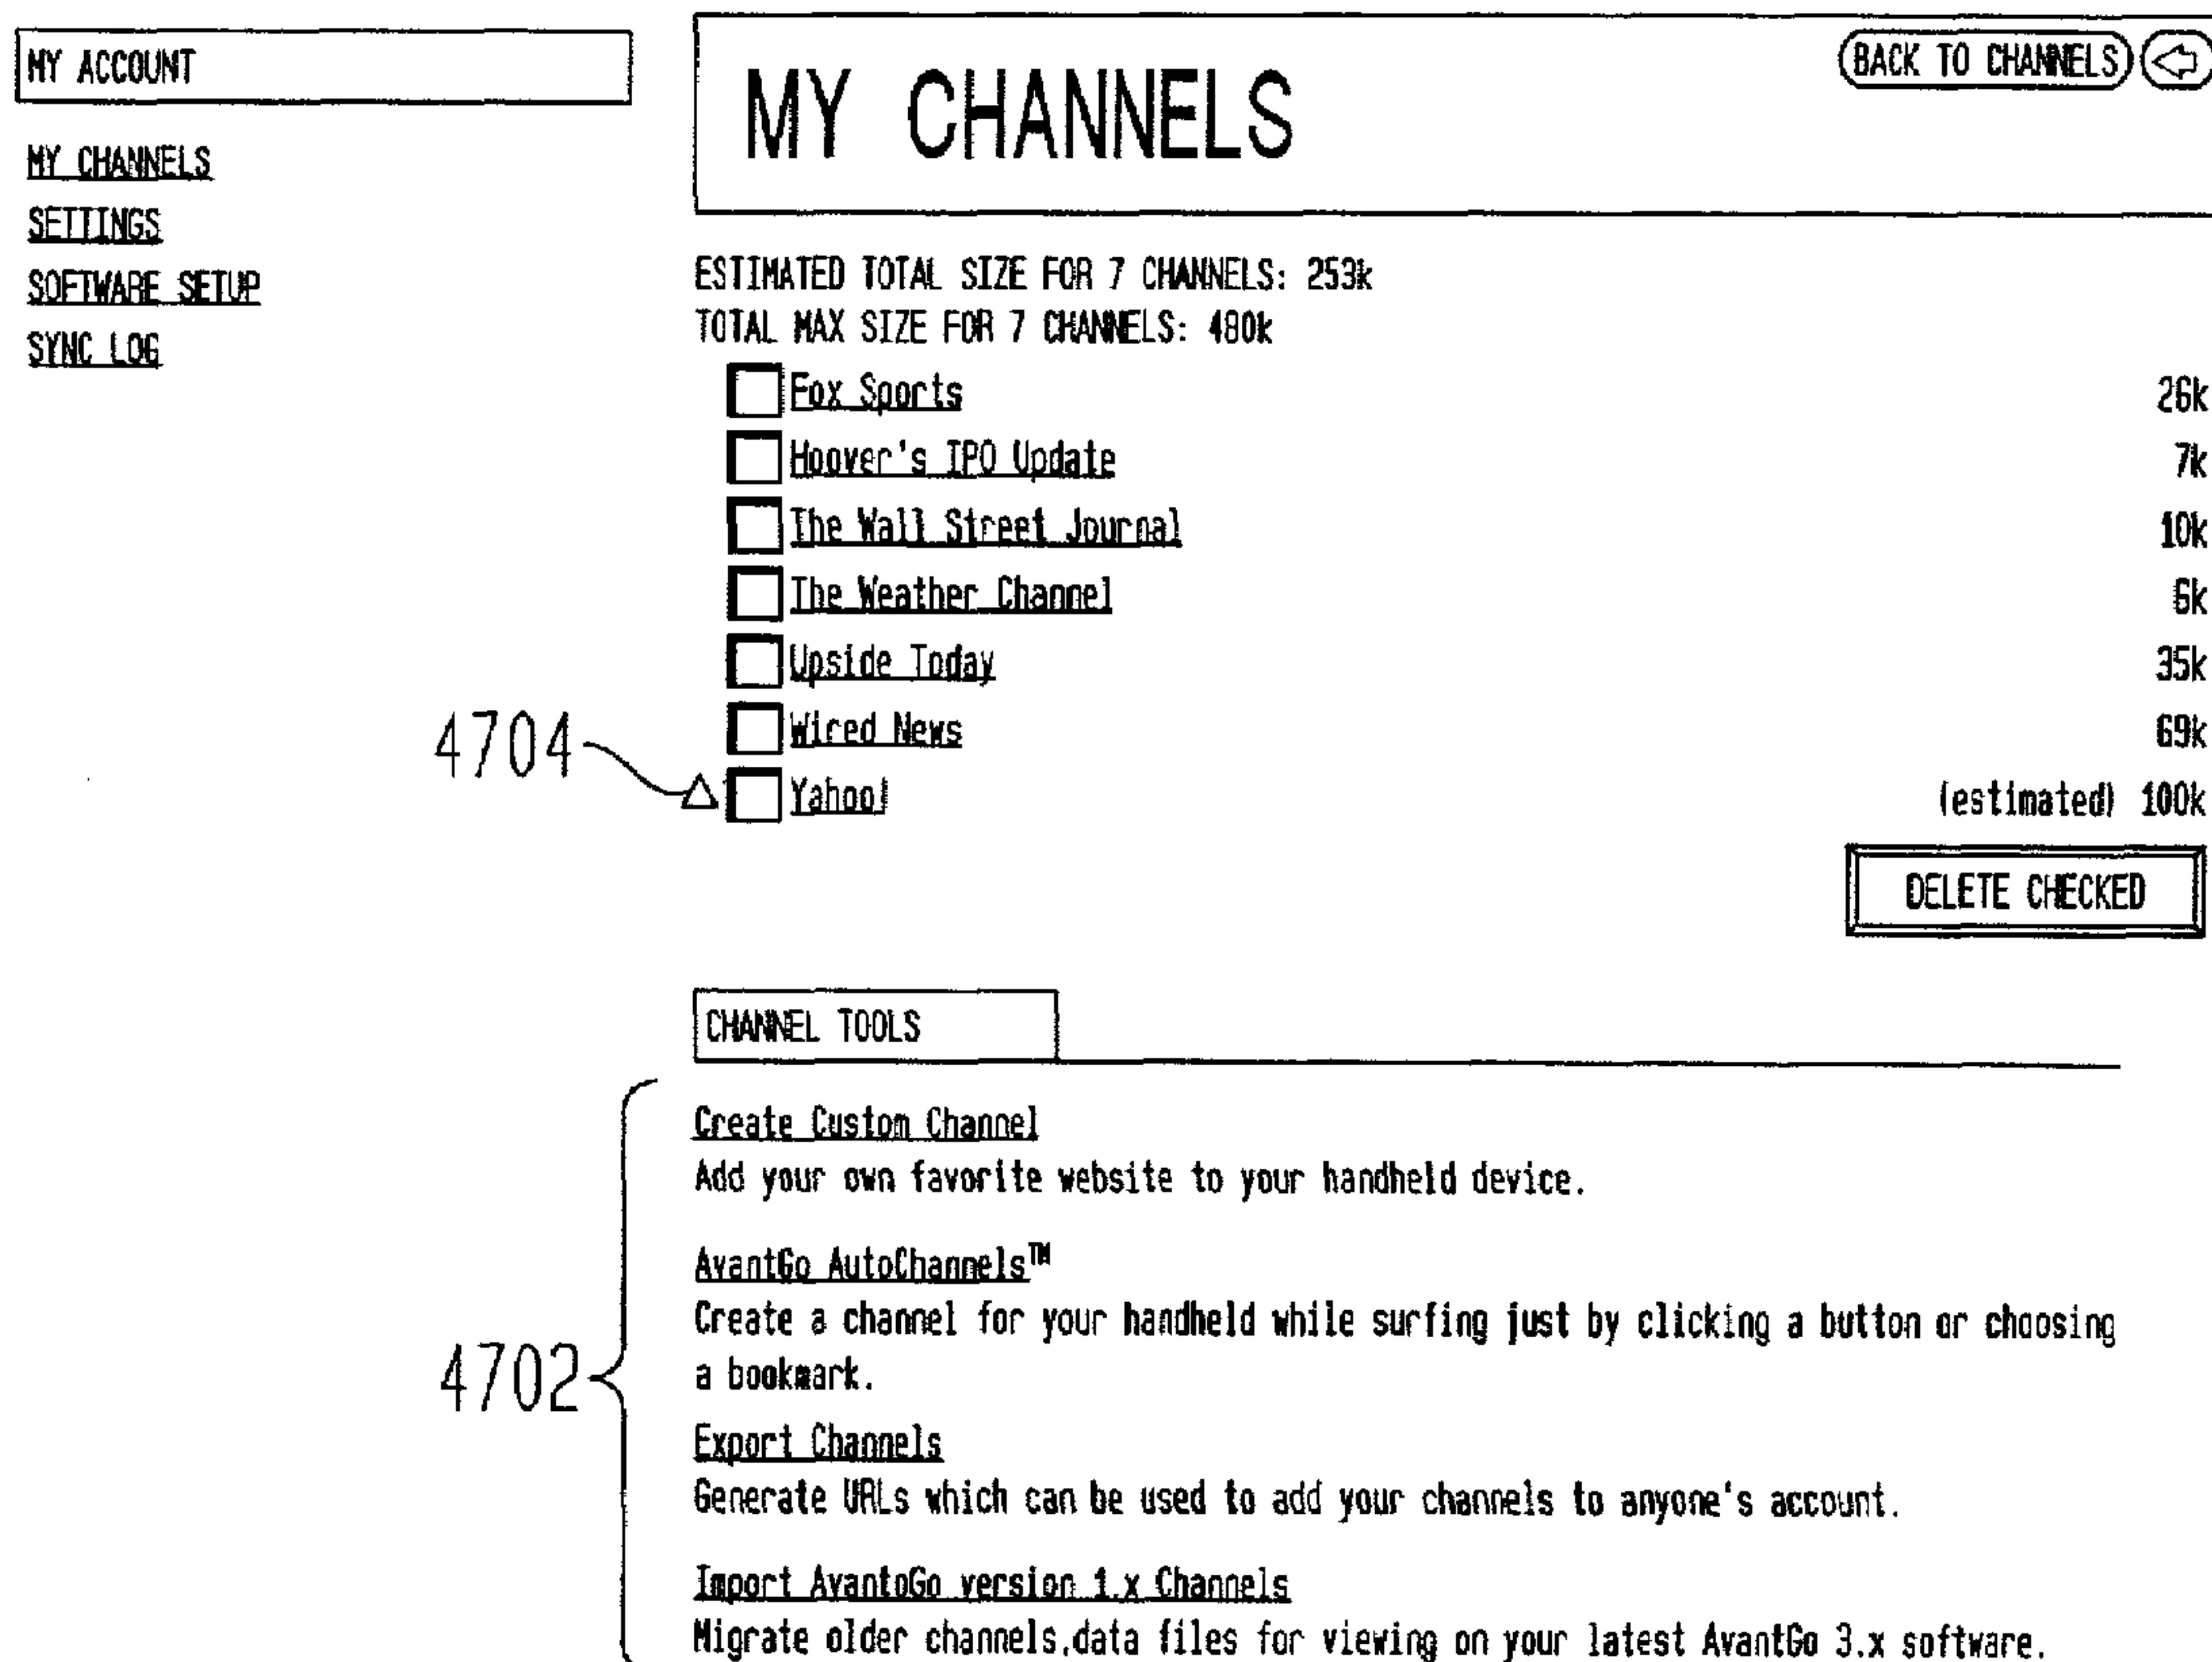 MY ACCOUNT
MY CHANNELS
SETTINGS
SOFTWARE SETUP
SYNC LOG
MY CHANNELS
BACK TO CHANNELS
ESTIMATED TOTAL SIZE FOR 7 CHANNELS: 253k
TOTAL MAX SIZE FOR 7 CHANNELS: 480k
Fox Sports 26k
Hoover's IPO Update 7k
The Wall Street Journal 10k
The Weather Channel 6k
Upside Today 35k
Wired News 69k
4704
Yahoo! (estimated) 100k
DELETE CHECKED
CHANNEL TOOLS
4702
Create Custom Channel
Add your own favorite website to your handheld device.
AvantGo AutoChannels™
Create a channel for your handheld while surfing just by clicking a button or choosing
a bookmark.
Export Channels
Generate URLs which can be used to add your channels to anyone's account.
Import AvantoGo version 1.x Channels
Migrate older channels.data files for viewing on your latest AvantGo 3.x software.